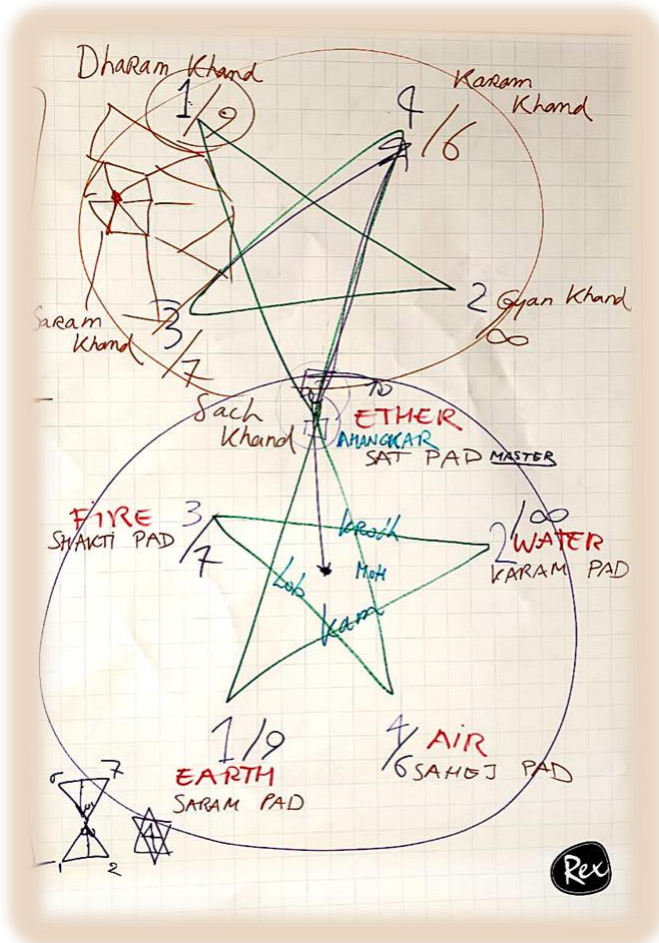 Dharam Khand
1/9
Karam
Khand
4
/6
2 Gyan Khand
/∞
Saram
Khand
3
/7
Sach
Khand
10
ETHER
AHANGKAR
SAT PAD MASTER
FIRE 3
SHAKTI PAD
/7
Kroth
2/∞
WATER
KARAM PAD
Lob
MOH
Kam
1/9
EARTH
SARAM PAD
4/6
AIR
SAHEJ PAD
6 7
1 2
Rex